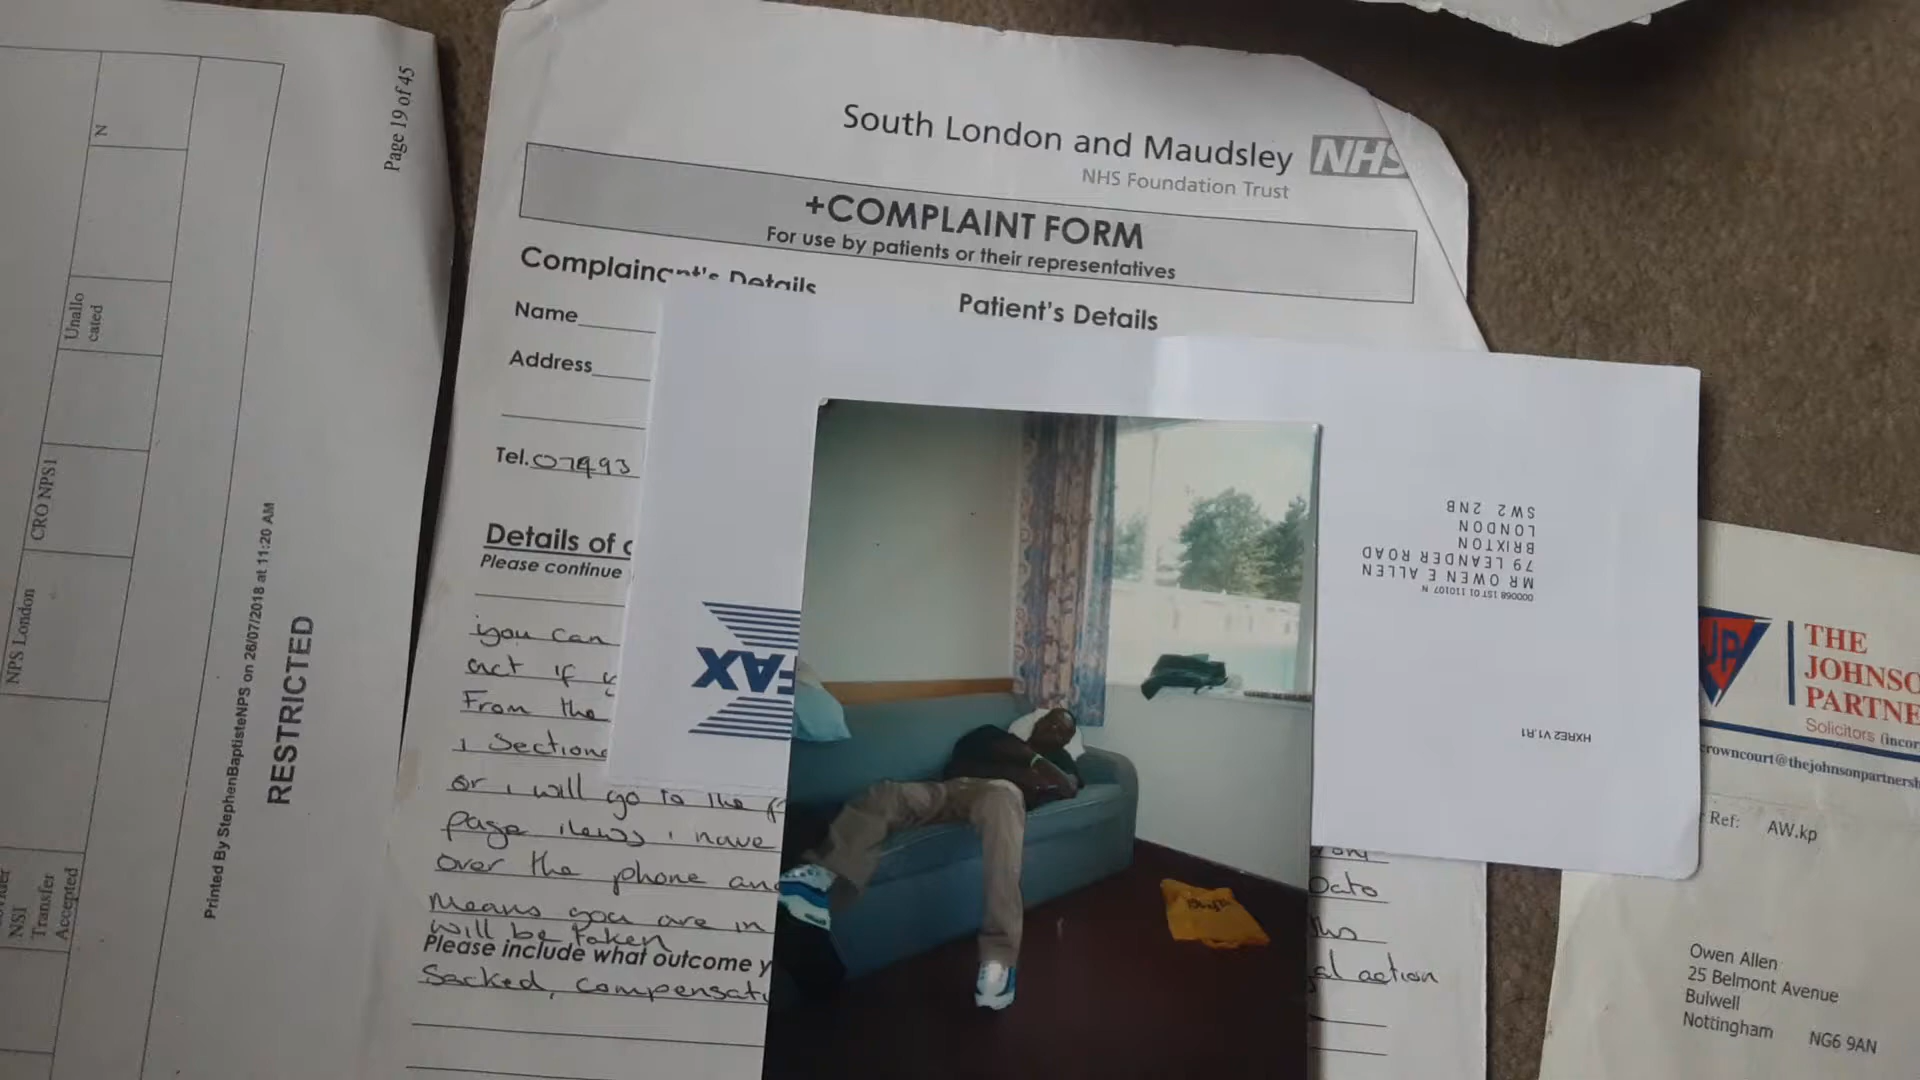 Page 19 of 45
N
Unallo
cated
CRO NPS1
NPS London
NS1
Transfer
Accepted
Printed By StephenBaptisteNPS on 26/07/2018 at 11:20 AM
RESTRICTED
South London and Maudsley NHS
NHS Foundation Trust
+COMPLAINT FORM
For use by patients or their representatives
Complainant's Details
Patient's Details
Name
Address
Tel. 07493
Details of
Please continue
you can
act if
From the
i Section
or i will go to the
page news i have
over the phone and
Means you are in
will be taken
Please include what outcome
Sacked, compensat
action
AX
000068 1ST 01 110107 N
MR OWEN E ALLEN
79 LEANDER ROAD
BRIXTON
LONDON
SW2 2NB
HXRE2 V1.R1
THE
JOHNSO
PARTNE
Solicitors (incor
crowncourt@thejohnsonpartnersh
Ref: AW.kp
Owen Allen
25 Belmont Avenue
Bulwell
Nottingham NG6 9AN